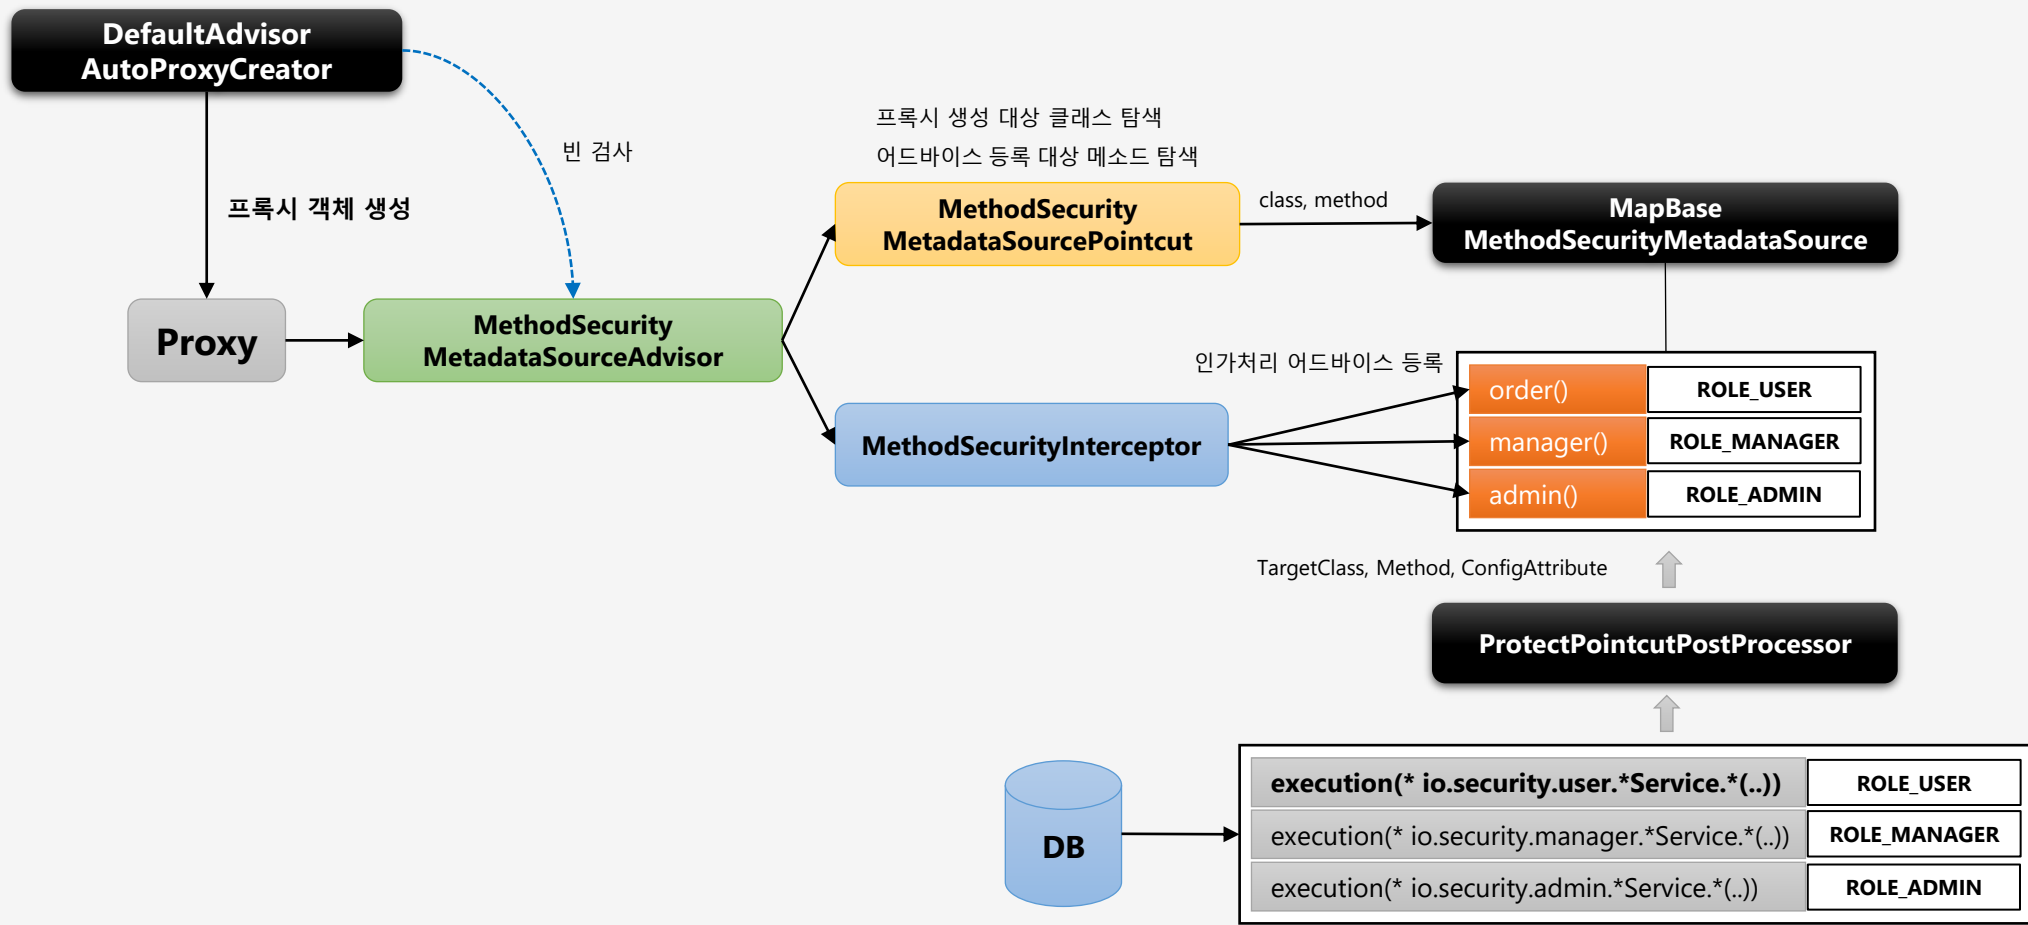 DefaultAdvisor
AutoProxyCreator
빈 검사
프록시 객체 생성
프록시 생성 대상 클래스 탐색
어드바이스 등록 대상 메소드 탐색
MethodSecurity
MetadataSourcePointcut
class, method
MapBase
MethodSecurityMetadataSource
Proxy
MethodSecurity
MetadataSourceAdvisor
인가처리 어드바이스 등록
MethodSecurityInterceptor
order() ROLE_USER
manager() ROLE_MANAGER
admin() ROLE_ADMIN
TargetClass, Method, ConfigAttribute
ProtectPointcutPostProcessor
DB
execution(* io.security.user.*Service.*(..)) ROLE_USER
execution(* io.security.manager.*Service.*(..)) ROLE_MANAGER
execution(* io.security.admin.*Service.*(..)) ROLE_ADMIN